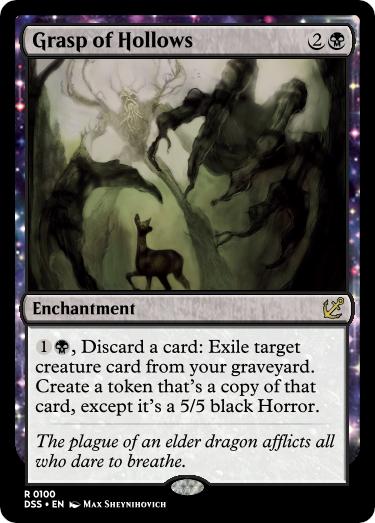 Grasp of Hollows 2
Enchantment
1, Discard a card: Exile target
creature card from your graveyard.
Create a token that's a copy of that
card, except it's a 5/5 black Horror.
The plague of an elder dragon afflicts all
who dare to breathe.
R 0100
DSS • EN Max Sheynihovich